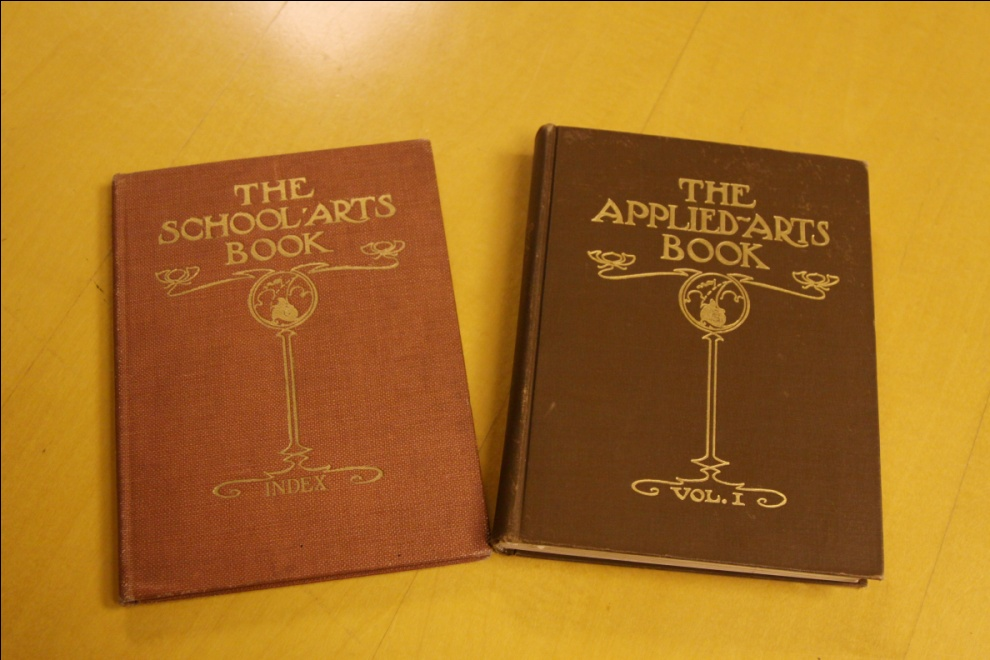 THE
SCHOOL-ARTS
BOOK
INDEX
THE
APPLIED-ARTS
BOOK
VOL. I